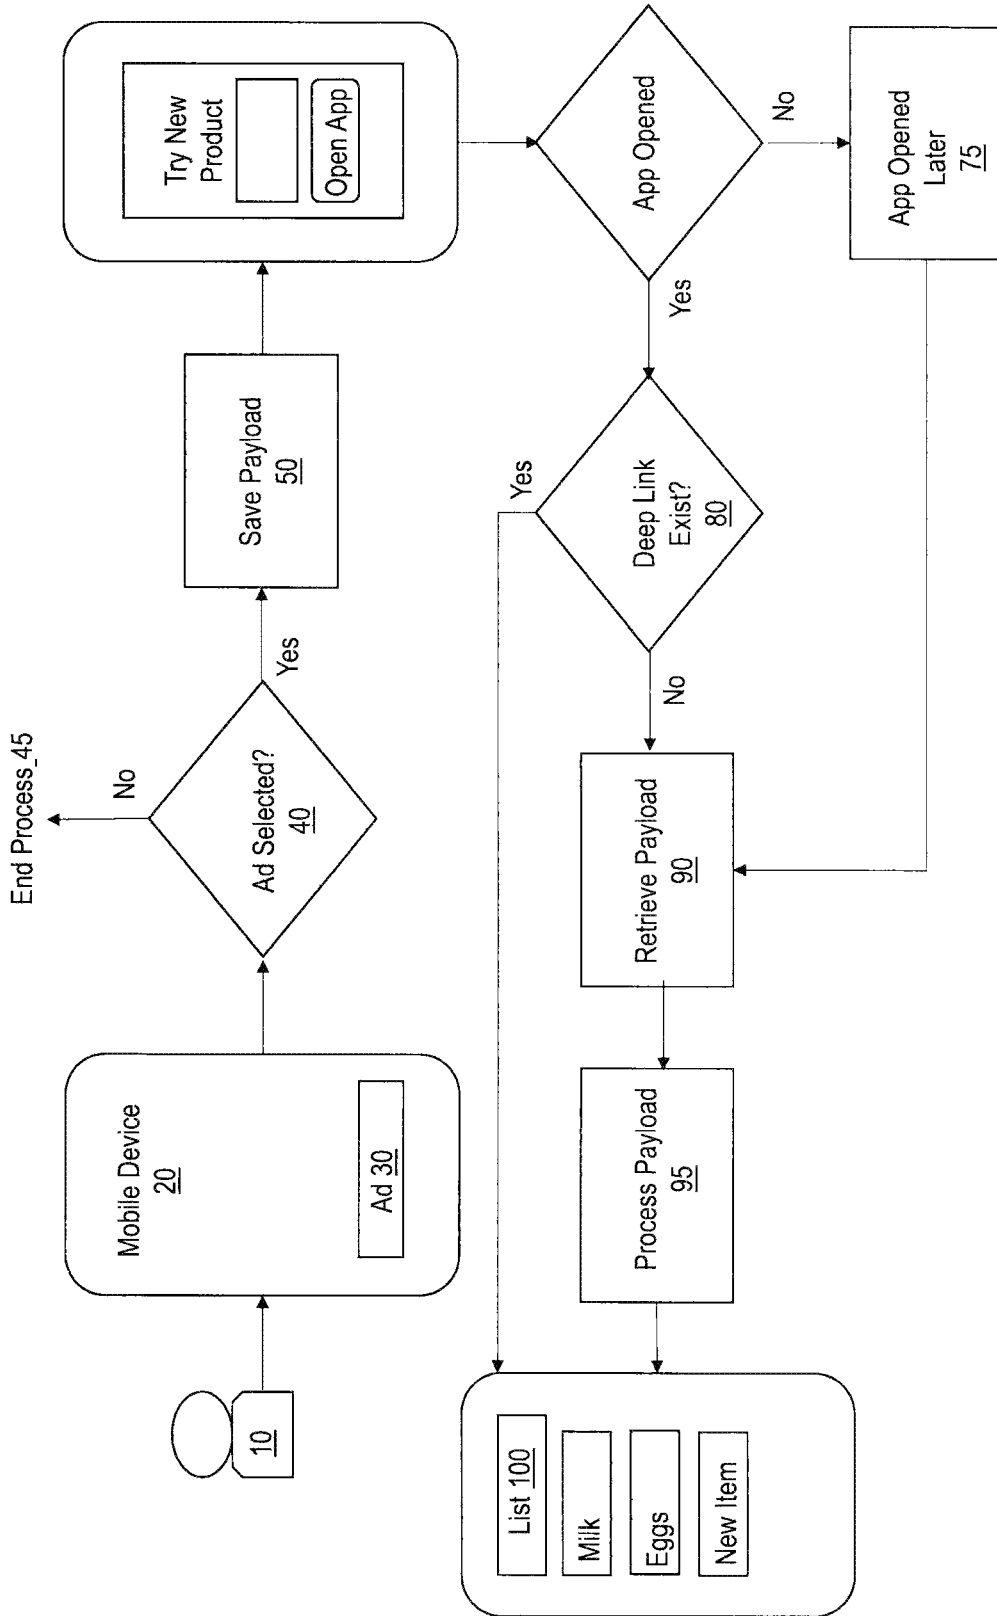 10
Mobile Device
20
Ad 30
Ad Selected?
40
No
End Process 45
Yes
Save Payload
50
Try New
Product
Open App
App Opened
No
App Opened
Later
75
Yes
Deep Link
Exist?
80
Yes
No
Retrieve Payload
90
Process Payload
95
List 100
Milk
Eggs
New Item